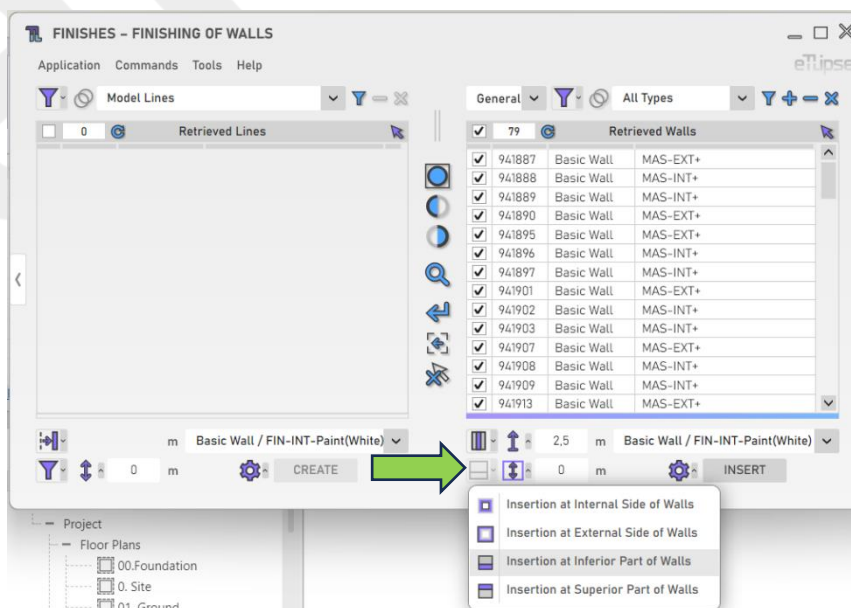 FINISHES – FINISHING OF WALLS
Application Commands Tools Help
eTlipse
Model Lines
General All Types
0 Retrieved Lines
79 Retrieved Walls
941887 Basic Wall MAS-EXT+
941888 Basic Wall MAS-INT+
941889 Basic Wall MAS-INT+
941890 Basic Wall MAS-EXT+
941895 Basic Wall MAS-EXT+
941896 Basic Wall MAS-INT+
941897 Basic Wall MAS-INT+
941901 Basic Wall MAS-EXT+
941902 Basic Wall MAS-INT+
941903 Basic Wall MAS-INT+
941907 Basic Wall MAS-EXT+
941908 Basic Wall MAS-INT+
941909 Basic Wall MAS-INT+
941913 Basic Wall MAS-EXT+
m Basic Wall / FIN-INT-Paint(White)
2,5 m Basic Wall / FIN-INT-Paint(White)
0 m CREATE
0 m INSERT
Insertion at Internal Side of Walls
Insertion at External Side of Walls
Insertion at Inferior Part of Walls
Insertion at Superior Part of Walls
Project
Floor Plans
00.Foundation
0. Site
01. Ground